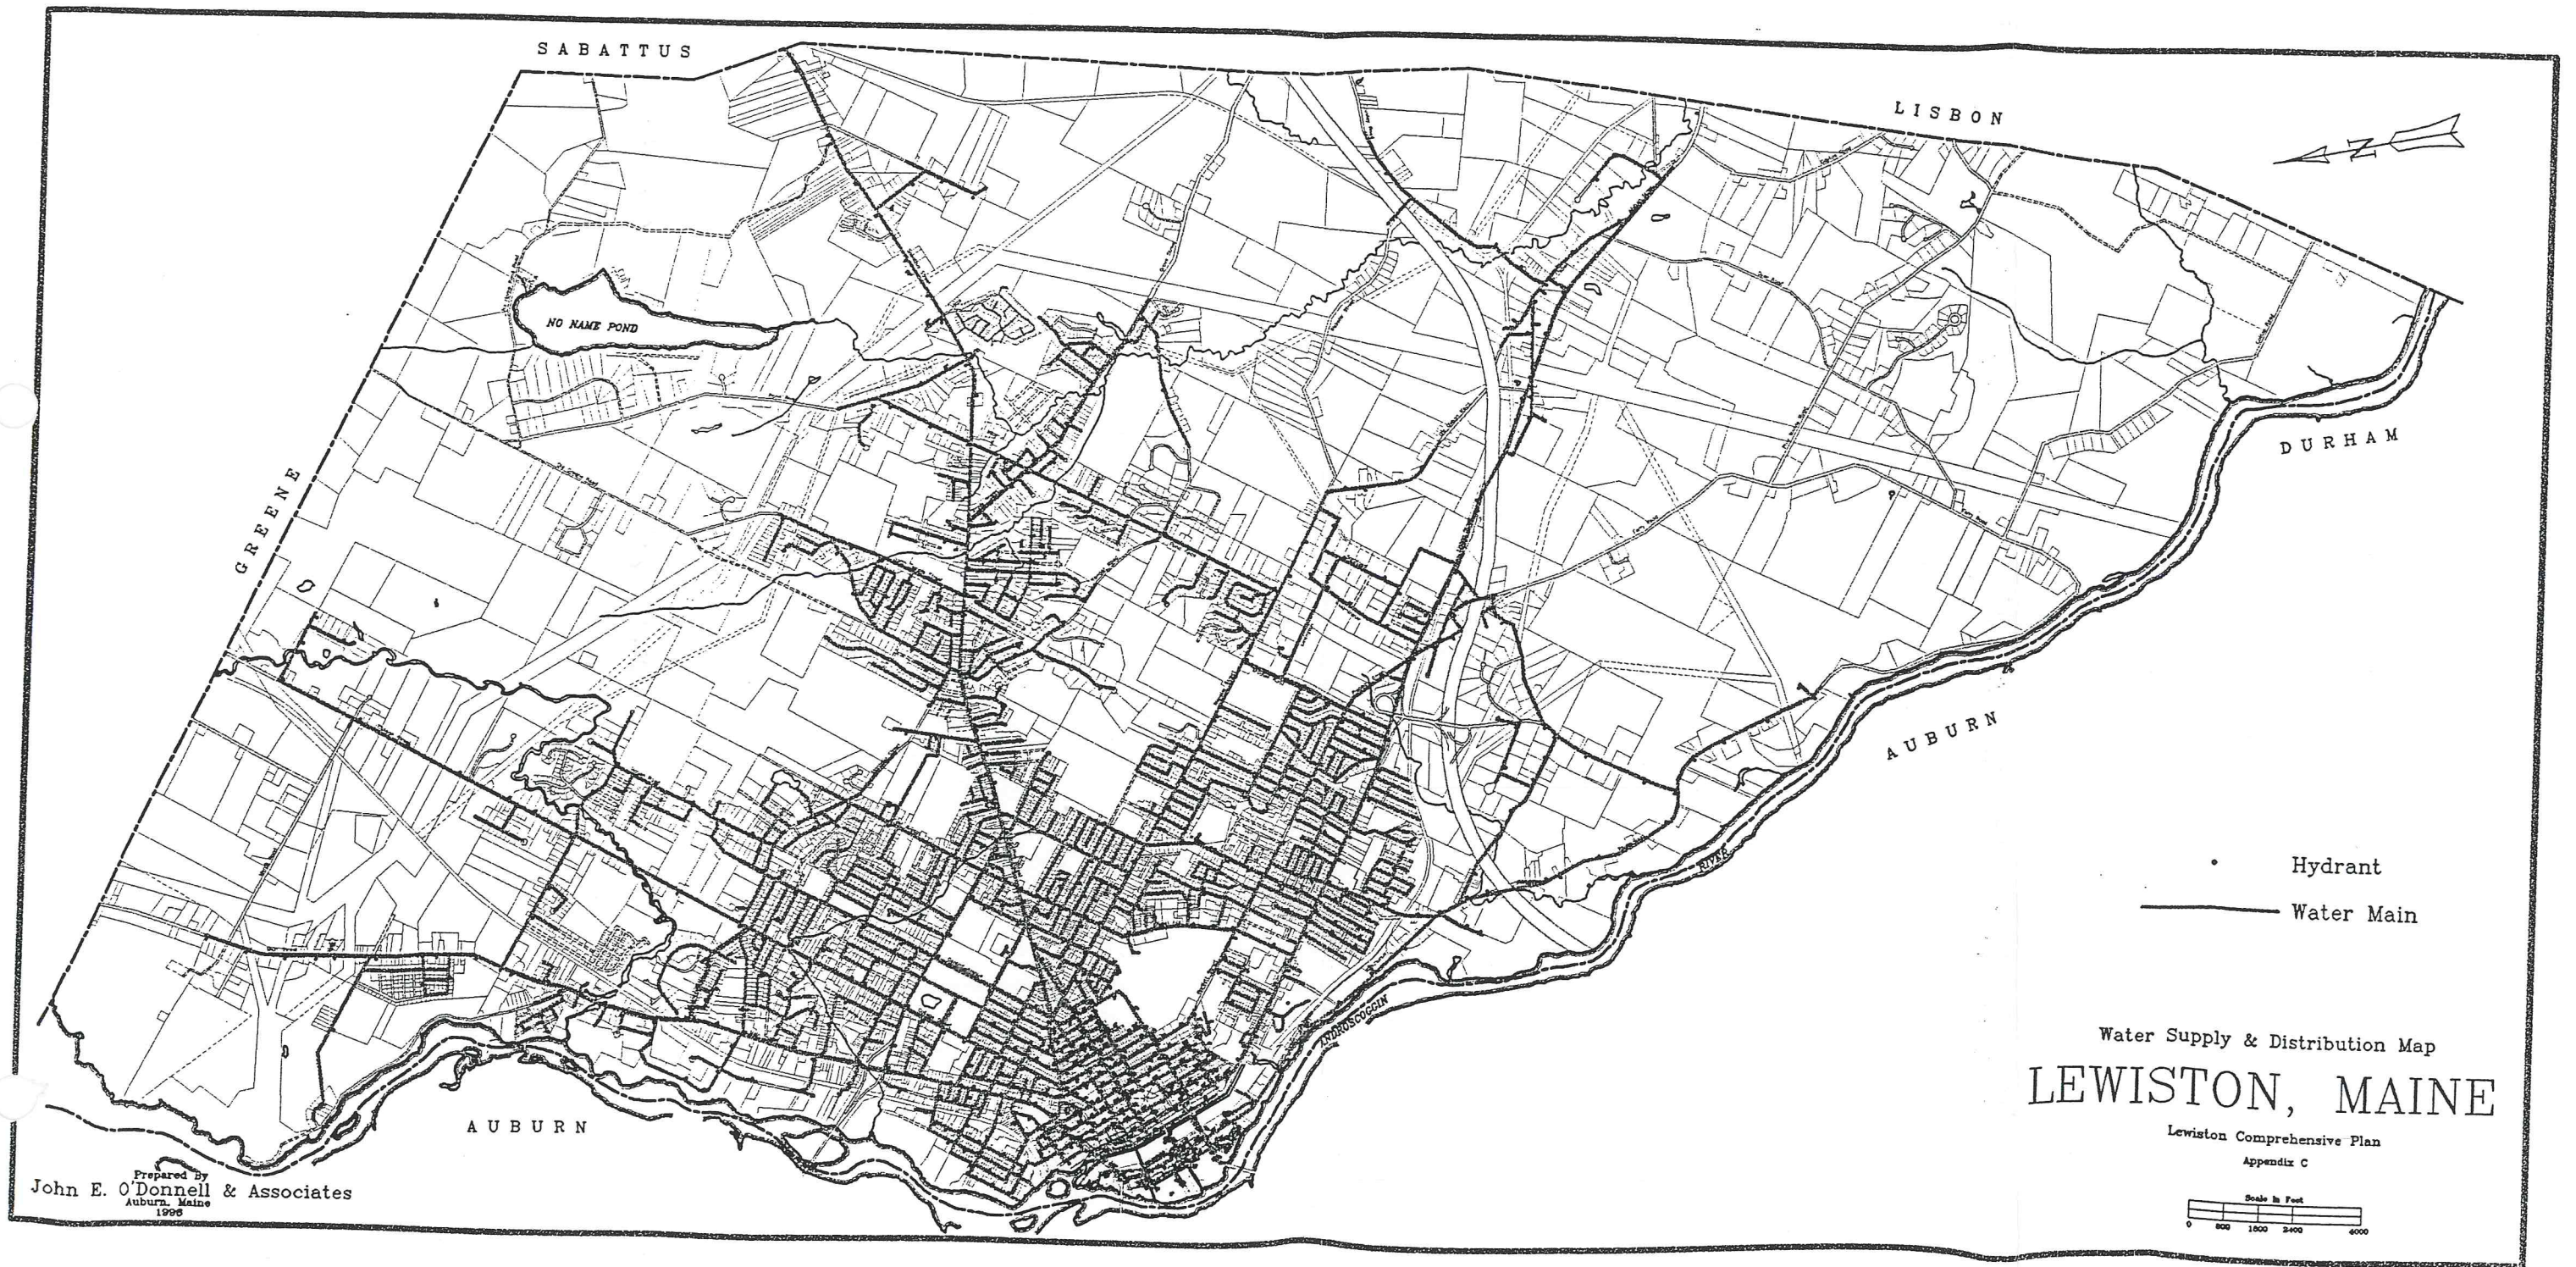 SABATTUS
LISBON
N
NO NAME POND
GREENE
DURHAM
AUBURN
RIVER
ANDROSCOGGIN
AUBURN
Hydrant
Water Main
Water Supply & Distribution Map
LEWISTON, MAINE
Lewiston Comprehensive Plan
Appendix C
Scale in Feet
0 800 1600 2400 4000
Prepared By
John E. O'Donnell & Associates
Auburn, Maine